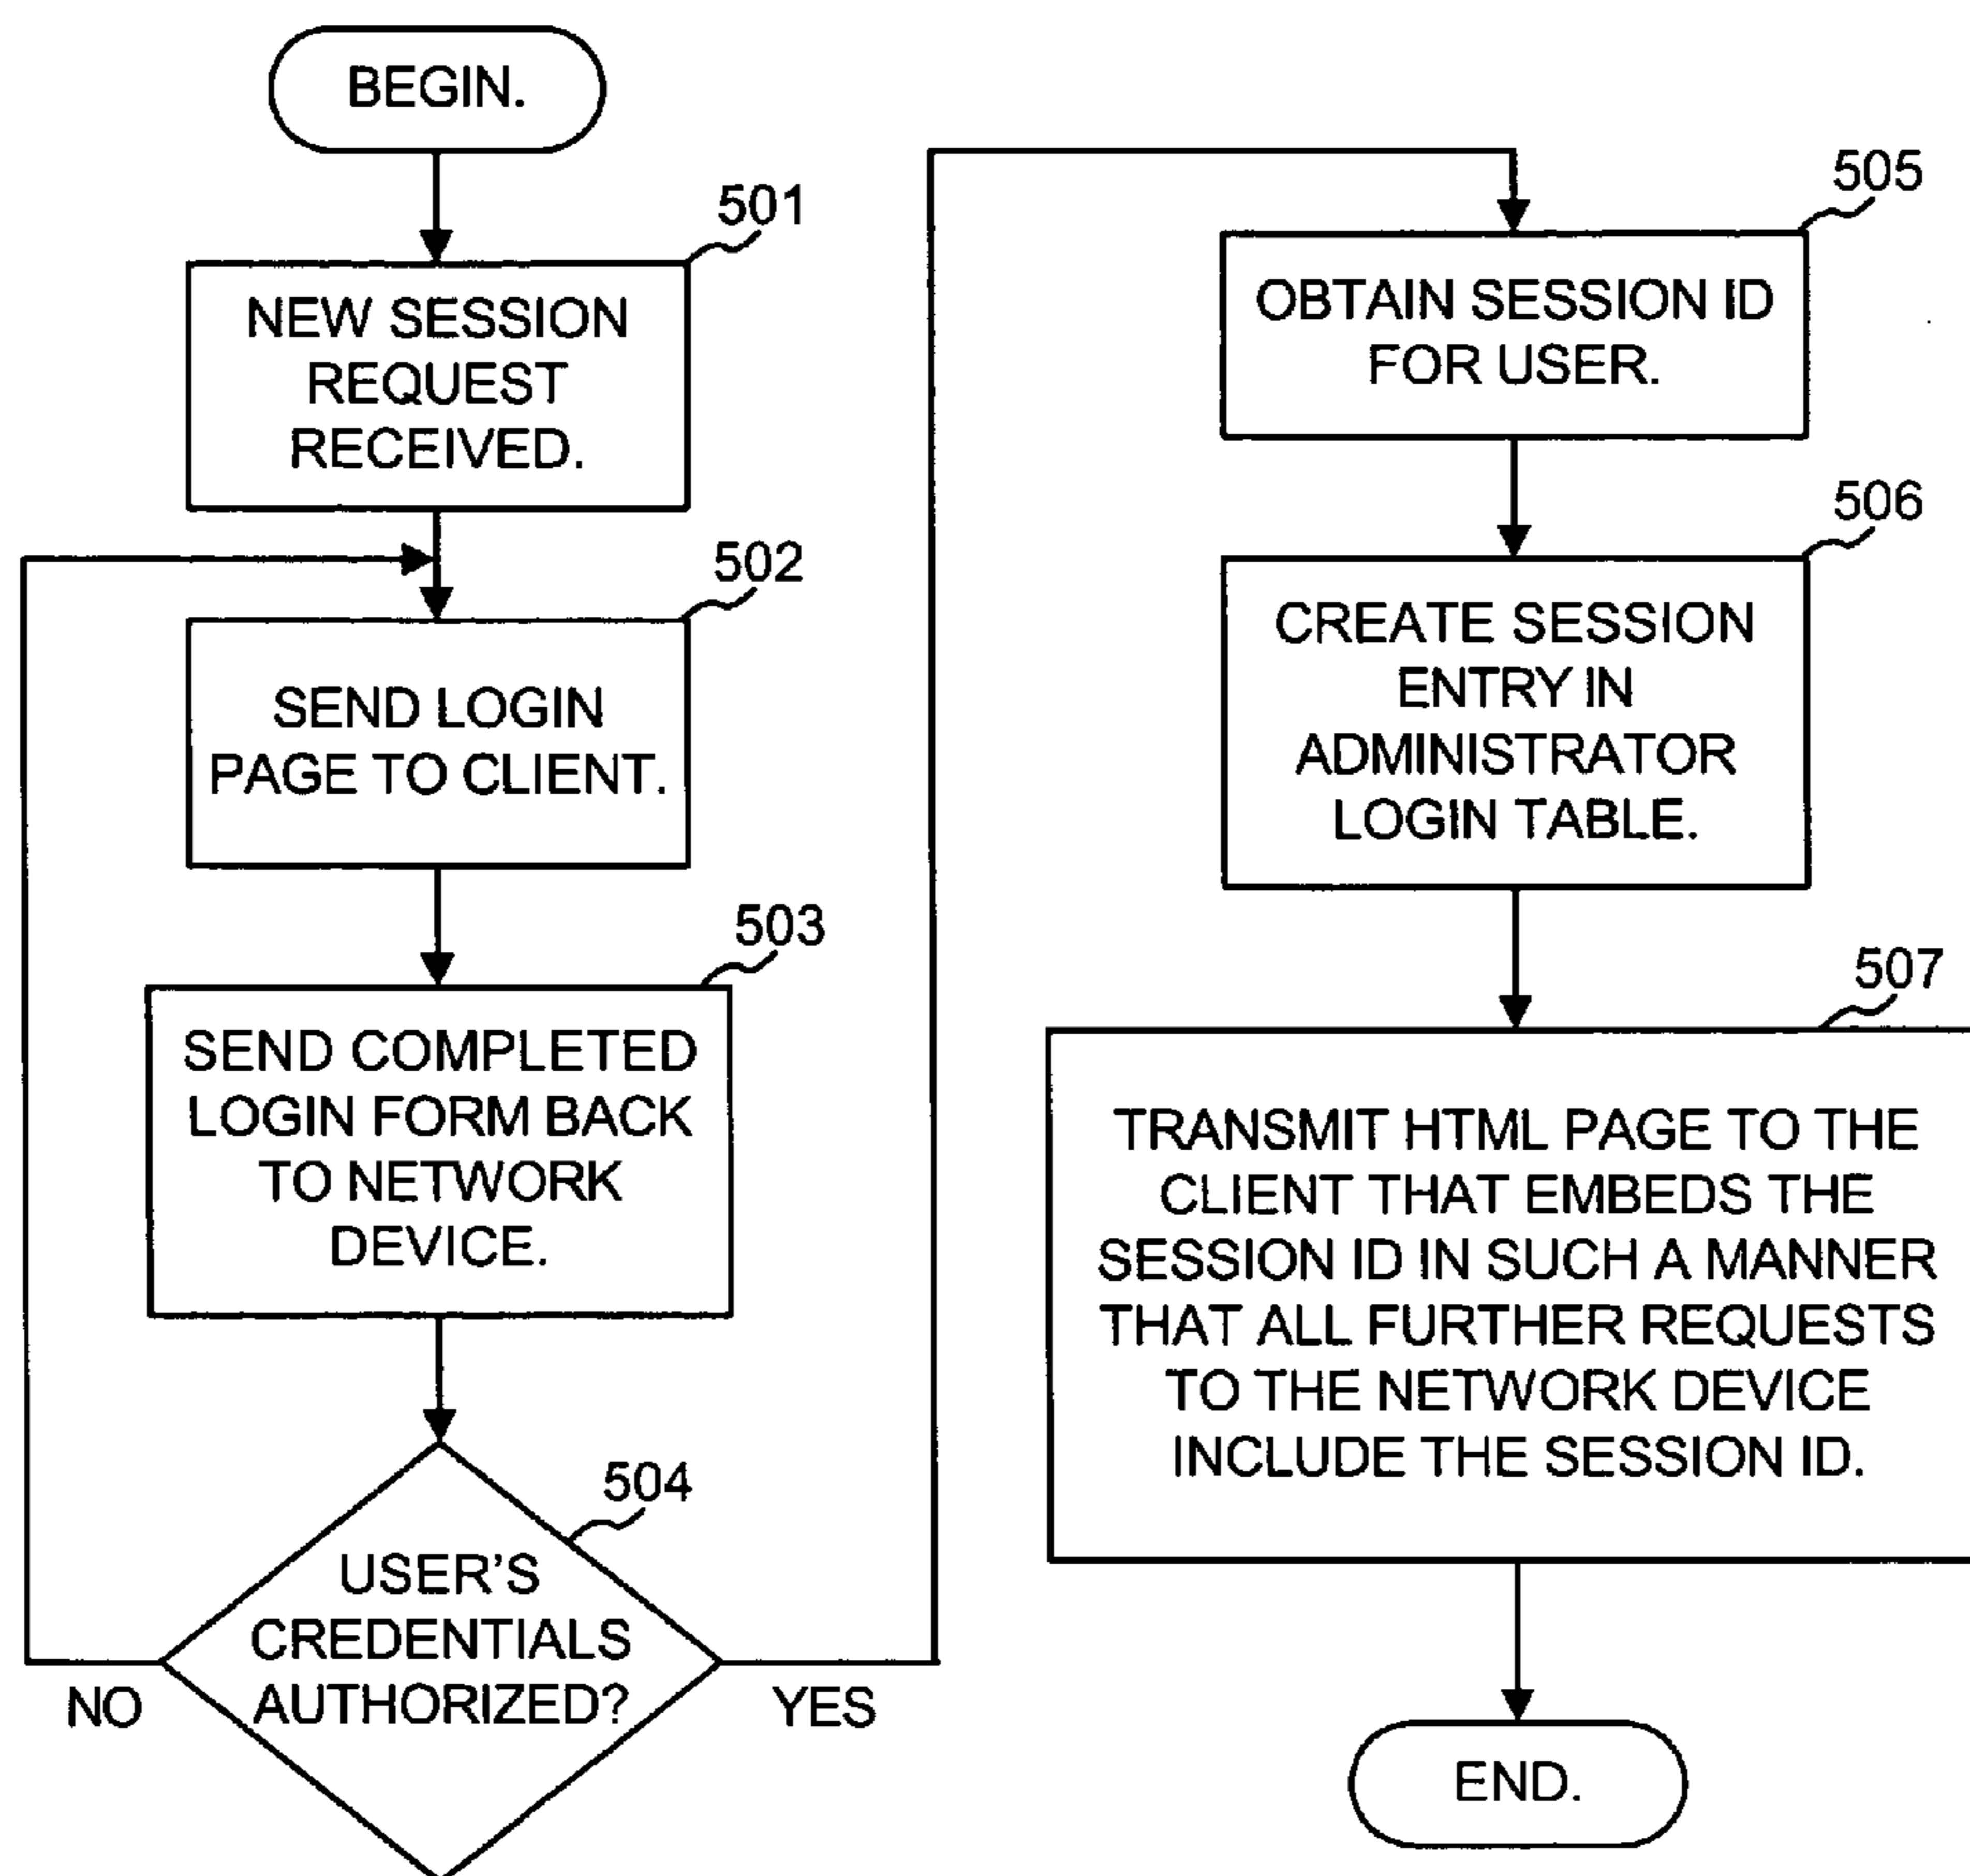 BEGIN.
501
NEW SESSION
REQUEST
RECEIVED.
502
SEND LOGIN
PAGE TO CLIENT.
503
SEND COMPLETED
LOGIN FORM BACK
TO NETWORK
DEVICE.
504
USER'S
CREDENTIALS
AUTHORIZED?
NO
YES
505
OBTAIN SESSION ID
FOR USER.
506
CREATE SESSION
ENTRY IN
ADMINISTRATOR
LOGIN TABLE.
507
TRANSMIT HTML PAGE TO THE
CLIENT THAT EMBEDS THE
SESSION ID IN SUCH A MANNER
THAT ALL FURTHER REQUESTS
TO THE NETWORK DEVICE
INCLUDE THE SESSION ID.
END.